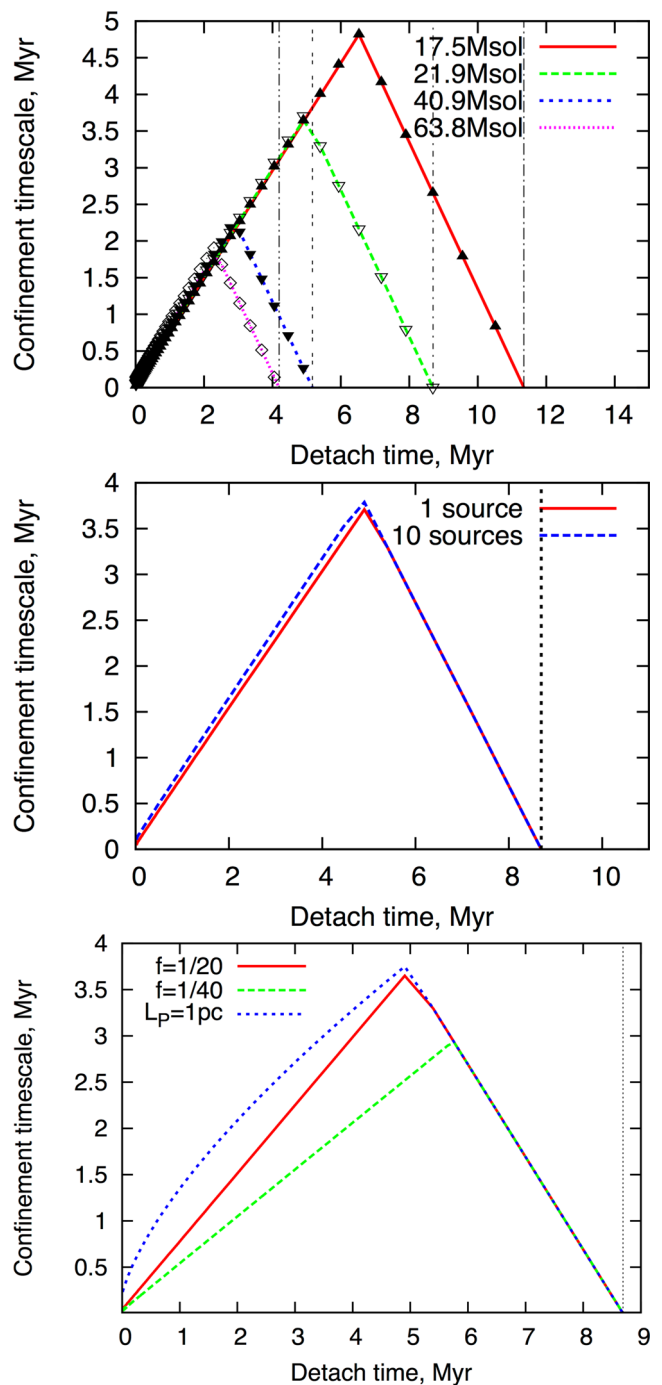 5
4.5
4
3.5
3
2.5
2
1.5
1
0.5
0
Confinement timescale, Myr
17.5Msol
21.9Msol
40.9Msol
63.8Msol
0 2 4 6 8 10 12 14
Detach time, Myr
4
3.5
3
2.5
2
1.5
1
0.5
0
Confinement timescale, Myr
1 source
10 sources
0 2 4 6 8 10
Detach time, Myr
4
3.5
3
2.5
2
1.5
1
0.5
Confinement timescale, Myr
f=1/20
f=1/40
L_P=1pc
0 1 2 3 4 5 6 7 8 9
Detach time, Myr